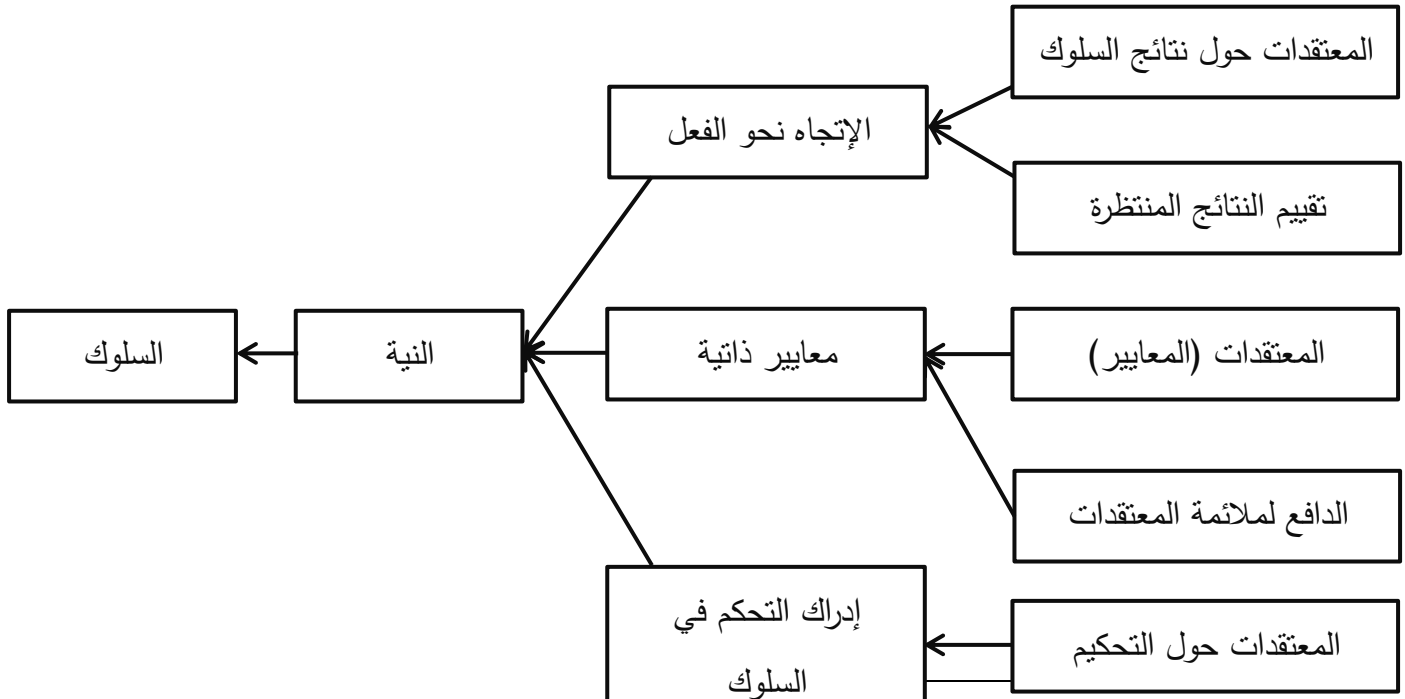 المعتقدات حول نتائج السلوك
الإتجاه نحو الفعل
تقييم النتائج المنتظرة
المعتقدات (المعايير)
معايير ذاتية
النية
السلوك
الدافع لملائمة المعتقدات
إدراك التحكم في
السلوك
المعتقدات حول التحكيم